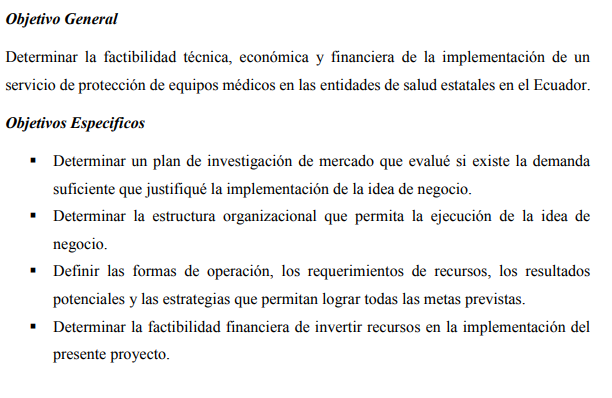 Objetivo General
Determinar la factibilidad técnica, económica y financiera de la implementación de un
servicio de protección de equipos médicos en las entidades de salud estatales en el Ecuador.
Objetivos Especificos
▪ Determinar un plan de investigación de mercado que evalué si existe la demanda
suficiente que justifiqué la implementación de la idea de negocio.
▪ Determinar la estructura organizacional que permita la ejecución de la idea de
negocio.
▪ Definir las formas de operación, los requerimientos de recursos, los resultados
potenciales y las estrategias que permitan lograr todas las metas previstas.
▪ Determinar la factibilidad financiera de invertir recursos en la implementación del
presente proyecto.